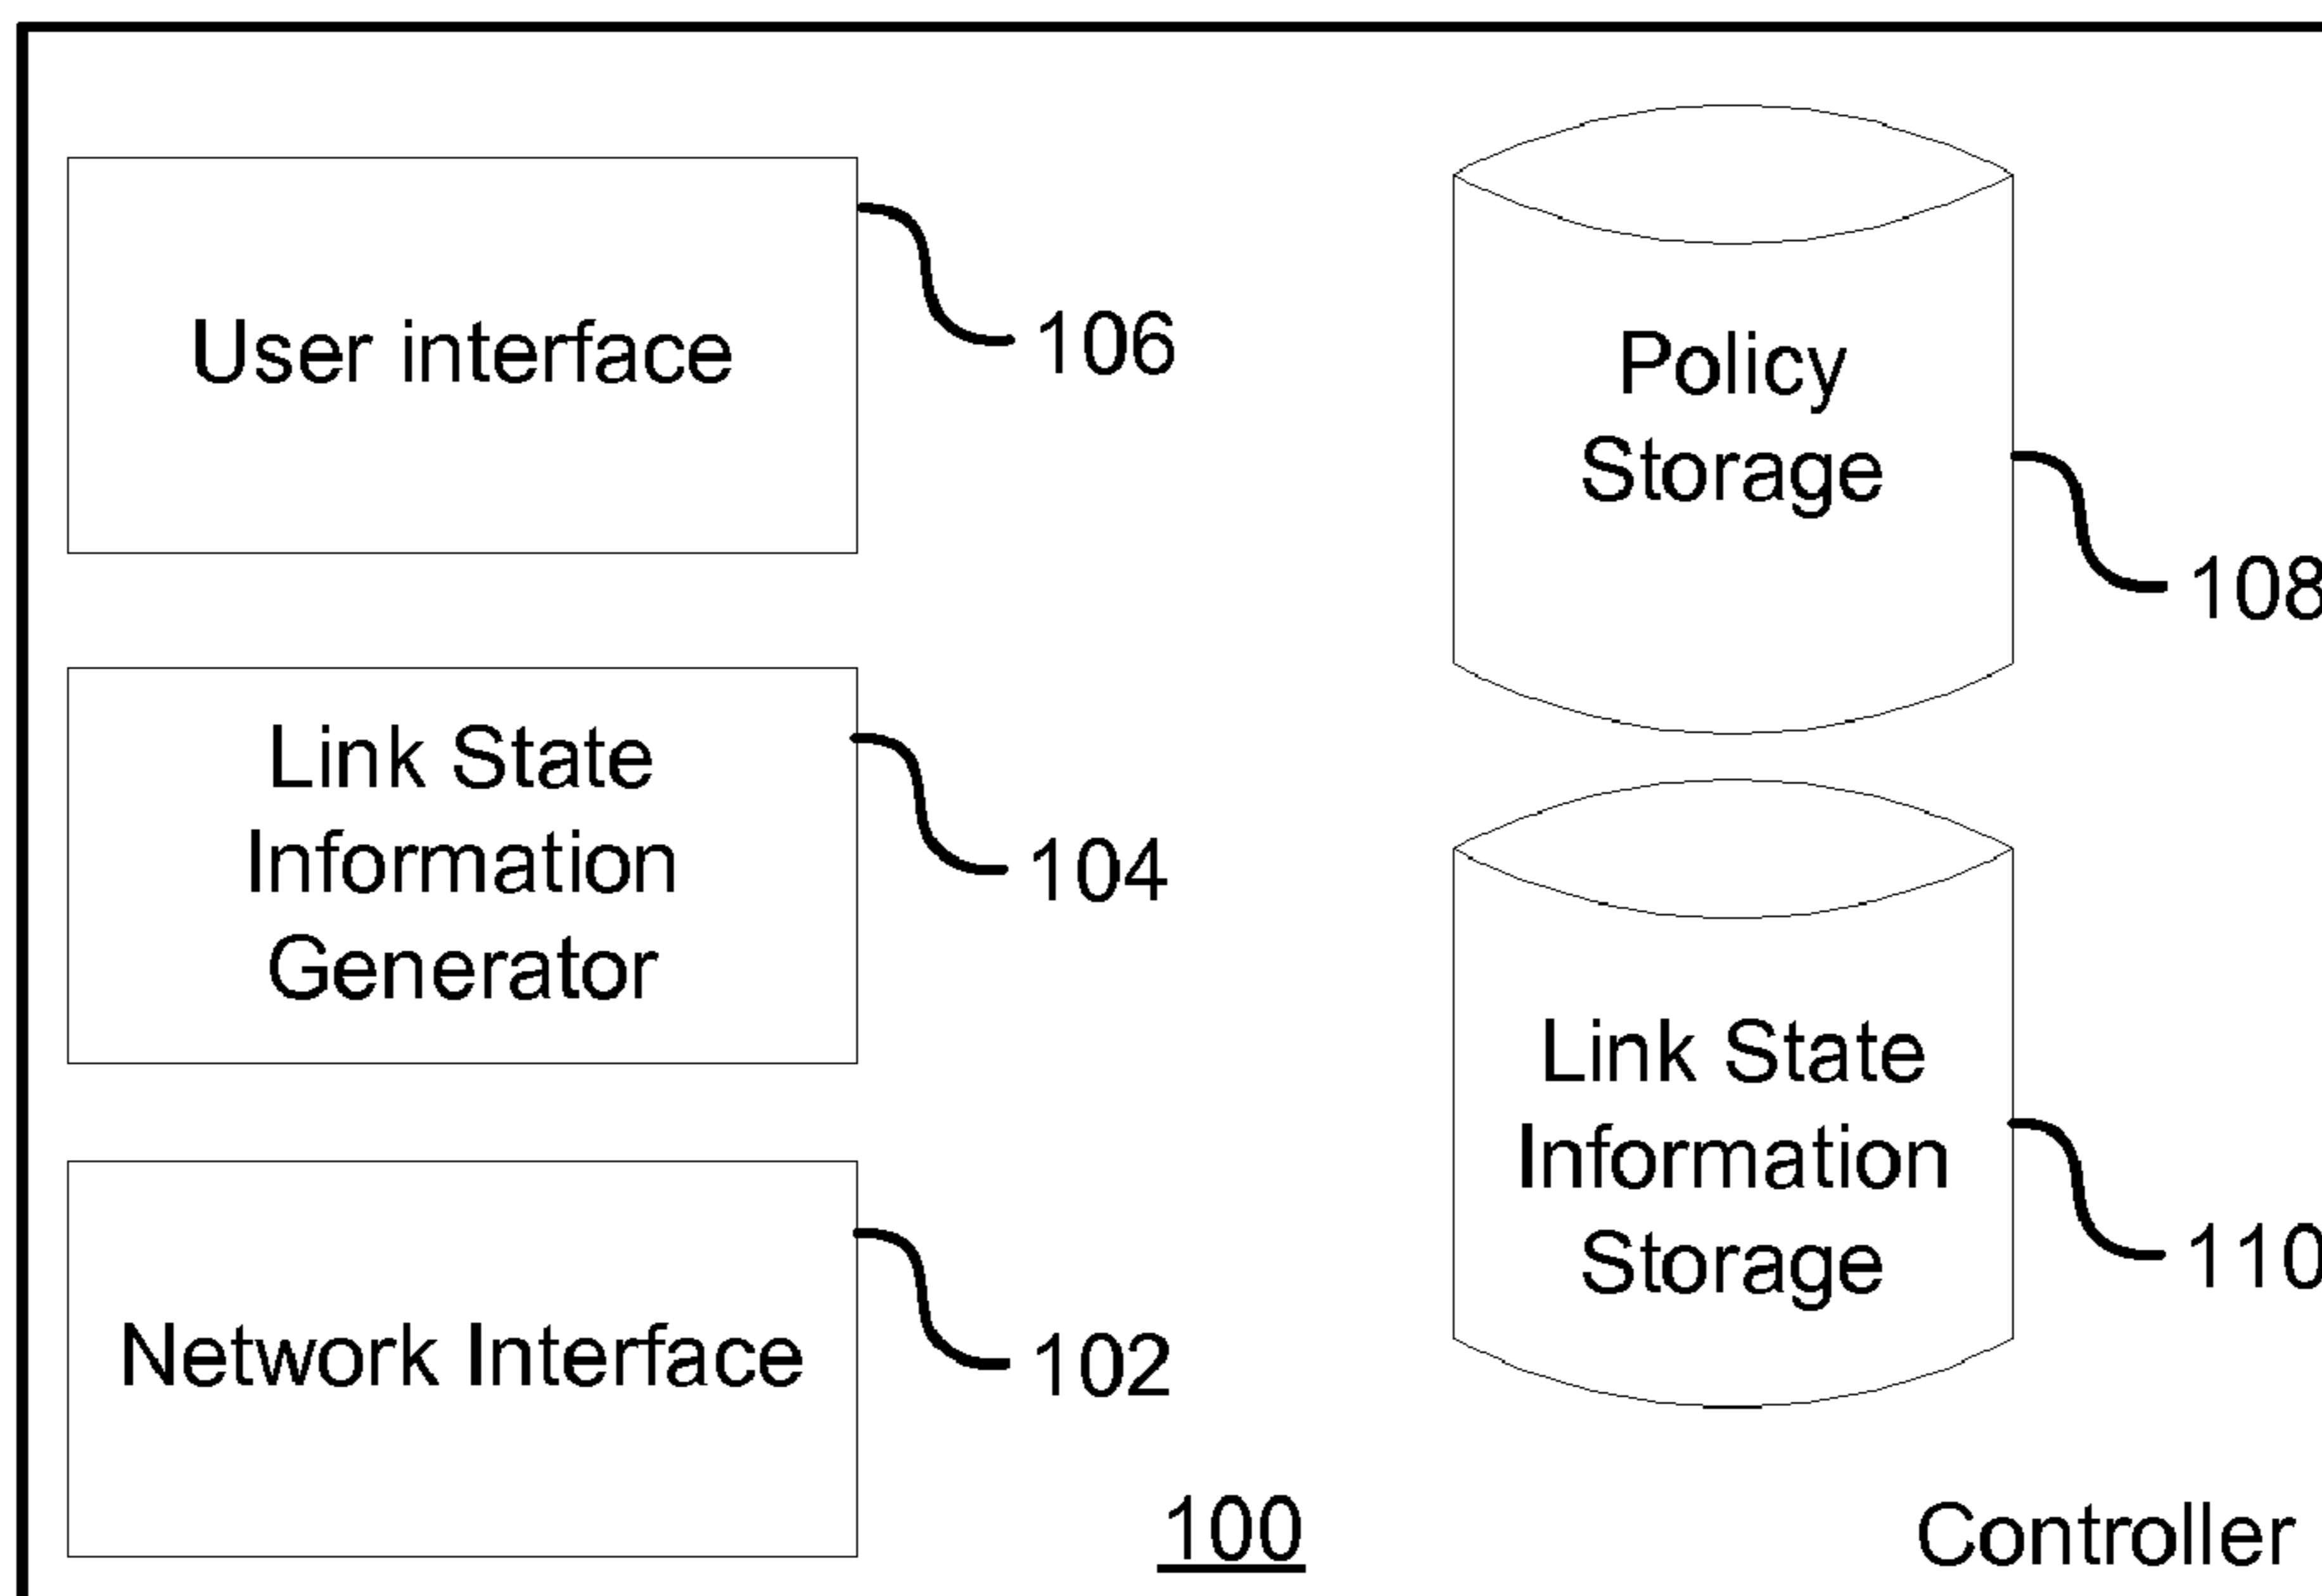 User interface
106
Policy
Storage
108
Link State
Information
Generator
104
Link State
Information
Storage
110
Network Interface
102
100
Controller